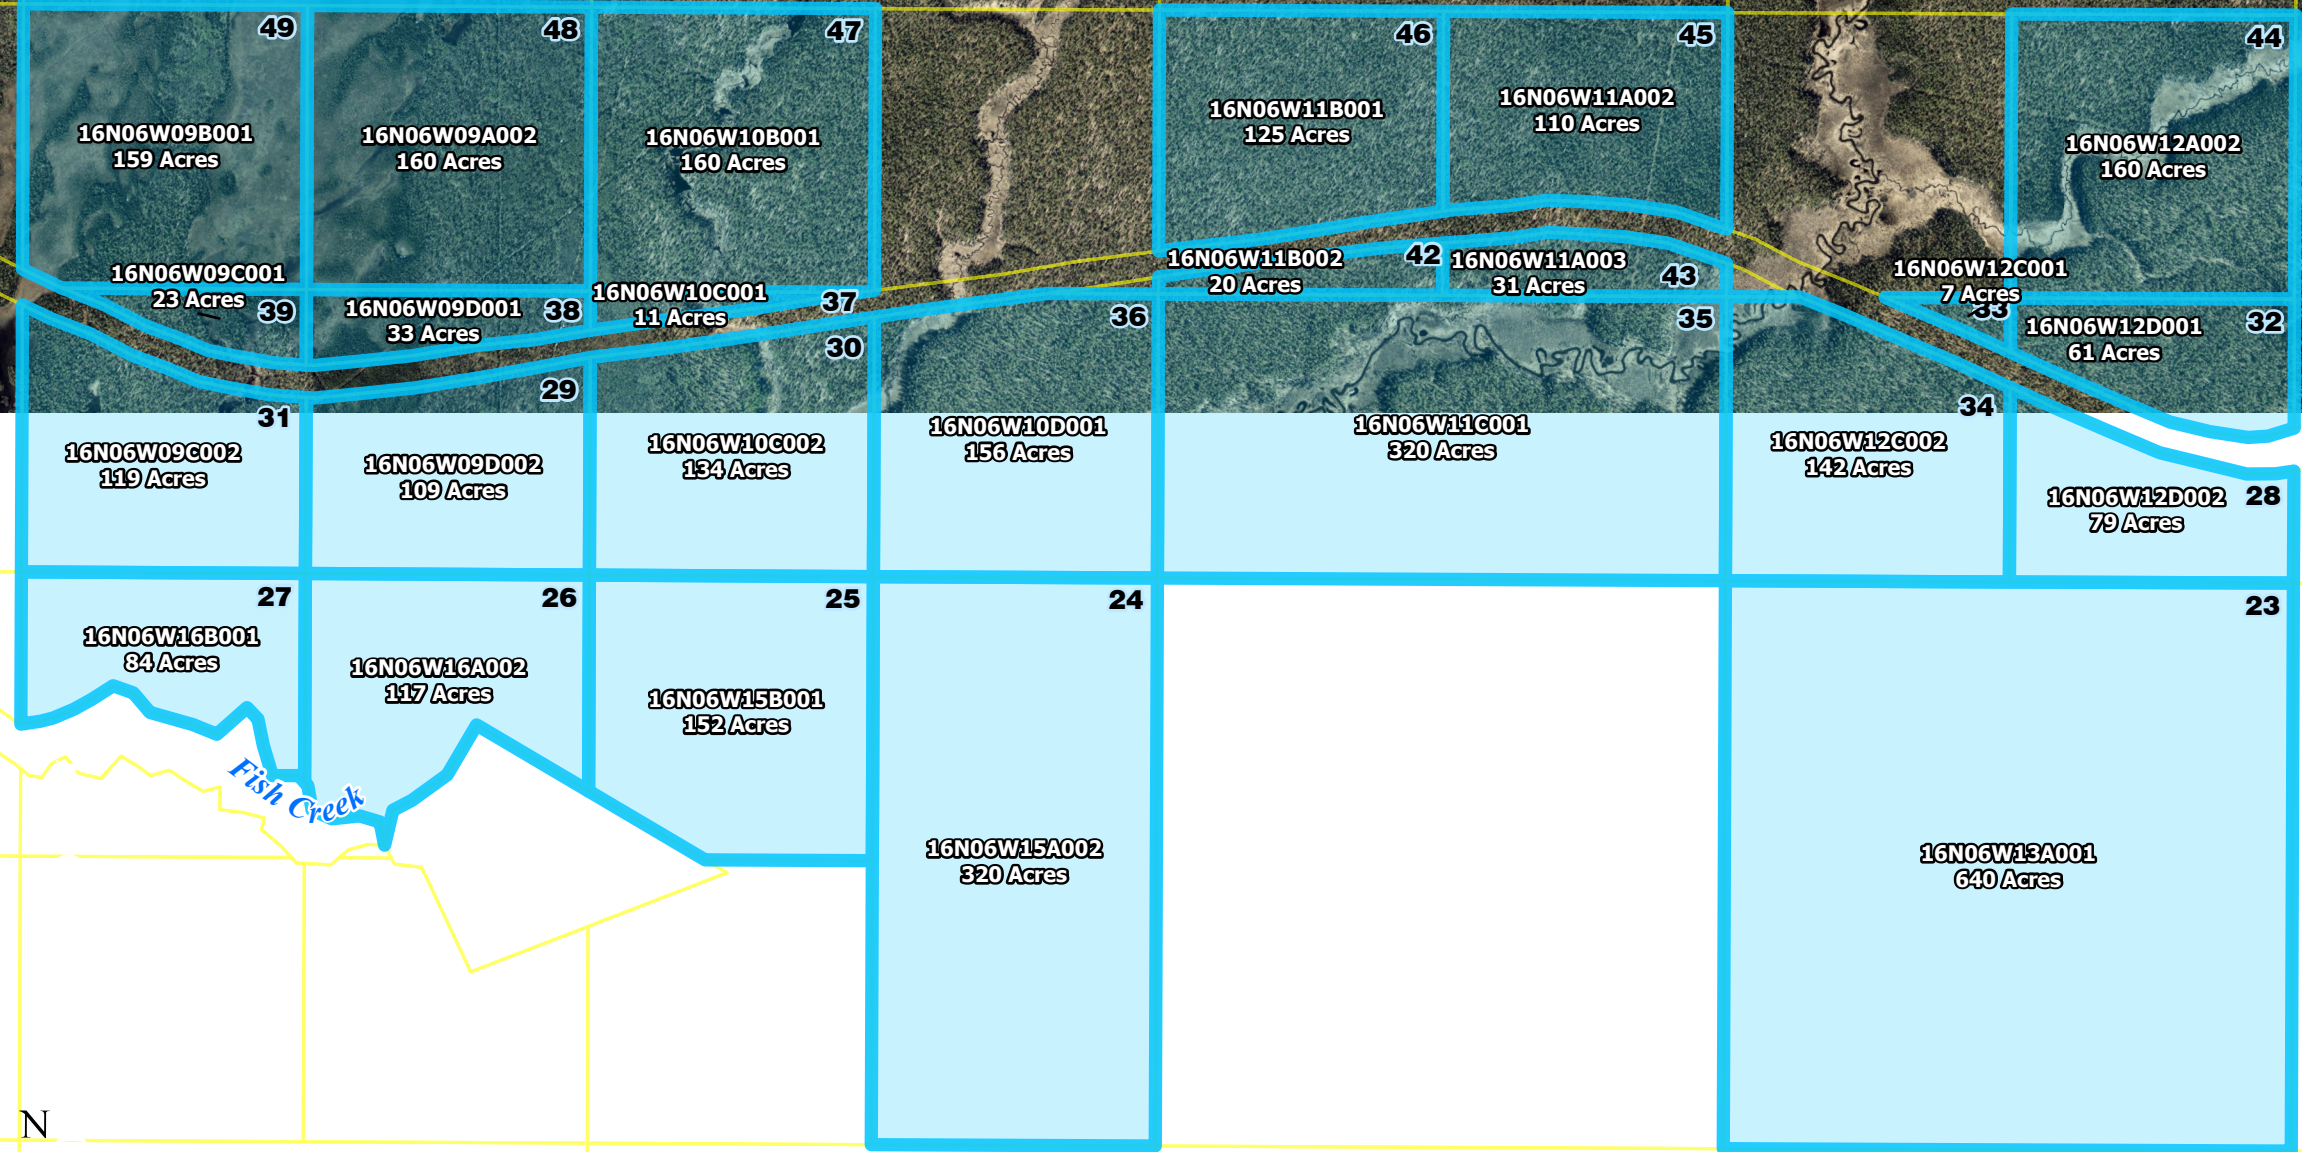 49
48
47
46
45
44
16N06W09B001
159 Acres
16N06W09A002
160 Acres
16N06W10B001
160 Acres
16N06W11B001
125 Acres
16N06W11A002
110 Acres
16N06W12A002
160 Acres
16N06W09C001
23 Acres
39
16N06W09D001
33 Acres
38
16N06W10C001
11 Acres
37
16N06W11B002
20 Acres
42
16N06W11A003
31 Acres
43
16N06W12C001
7 Acres
33
16N06W12D001
61 Acres
32
31
29
30
36
35
34
16N06W09C002
119 Acres
16N06W09D002
109 Acres
16N06W10C002
134 Acres
16N06W10D001
156 Acres
16N06W11C001
320 Acres
16N06W12C002
142 Acres
16N06W12D002
79 Acres
28
27
26
25
24
23
16N06W16B001
84 Acres
16N06W16A002
117 Acres
16N06W15B001
152 Acres
Fish Creek
16N06W15A002
320 Acres
16N06W13A001
640 Acres
N